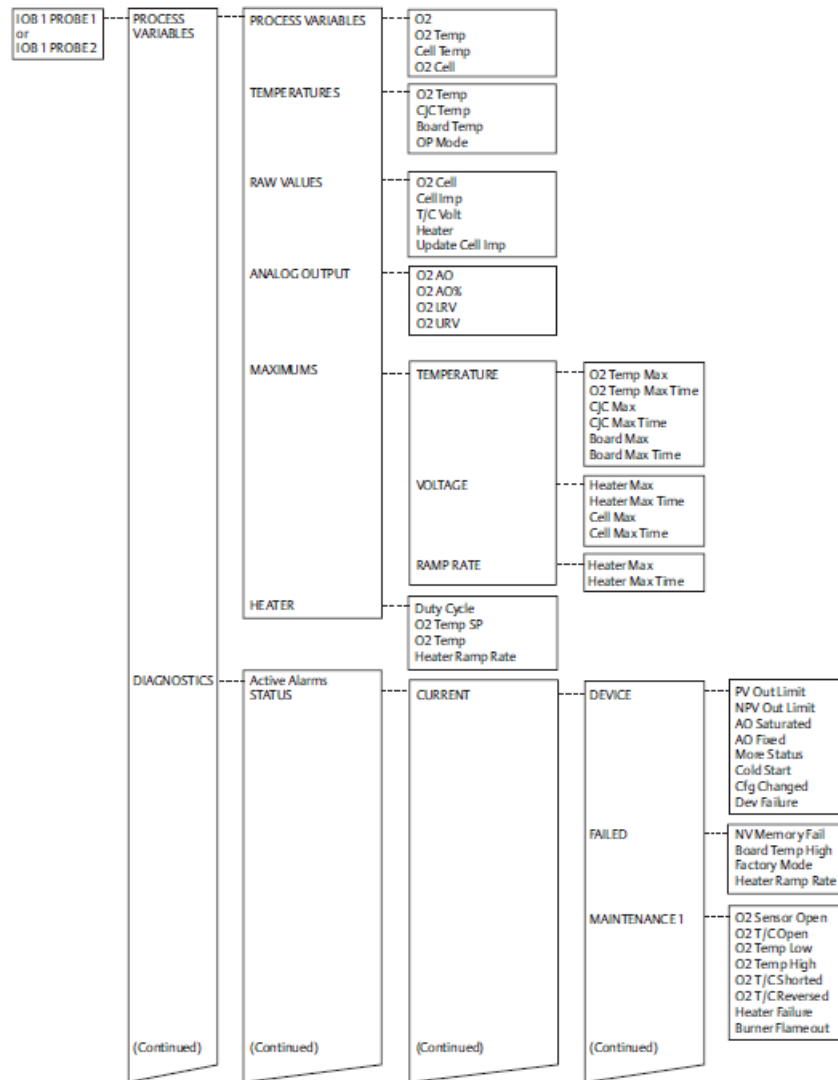 IOB 1 PROBE 1
or
IOB 1 PROBE 2
PROCESS
VARIABLES
PROCESS VARIABLES
O2
O2 Temp
Cell Temp
O2 Cell
TEMPERATURES
O2 Temp
CJC Temp
Board Temp
OP Mode
RAW VALUES
O2 Cell
Cell Imp
T/C Volt
Heater
Update Cell Imp
ANALOG OUTPUT
O2 AO
O2 AO%
O2 LRV
O2 URV
MAXIMUMS
TEMPERATURE
O2 Temp Max
O2 Temp Max Time
CJC Max
CJC Max Time
Board Max
Board Max Time
VOLTAGE
Heater Max
Heater Max Time
Cell Max
Cell Max Time
RAMP RATE
Heater Max
Heater Max Time
HEATER
Duty Cycle
O2 Temp SP
O2 Temp
Heater Ramp Rate
DIAGNOSTICS
Active Alarms
STATUS
CURRENT
DEVICE
PV Out Limit
NPV Out Limit
AO Saturated
AO Fixed
More Status
Cold Start
Cfg Changed
Dev Failure
FAILED
NV Memory Fail
Board Temp High
Factory Mode
Heater Ramp Rate
MAINTENANCE 1
O2 Sensor Open
O2 T/C Open
O2 Temp Low
O2 Temp High
O2 T/C Shorted
O2 T/C Reversed
Heater Failure
Burner Flameout
(Continued)
(Continued)
(Continued)
(Continued)